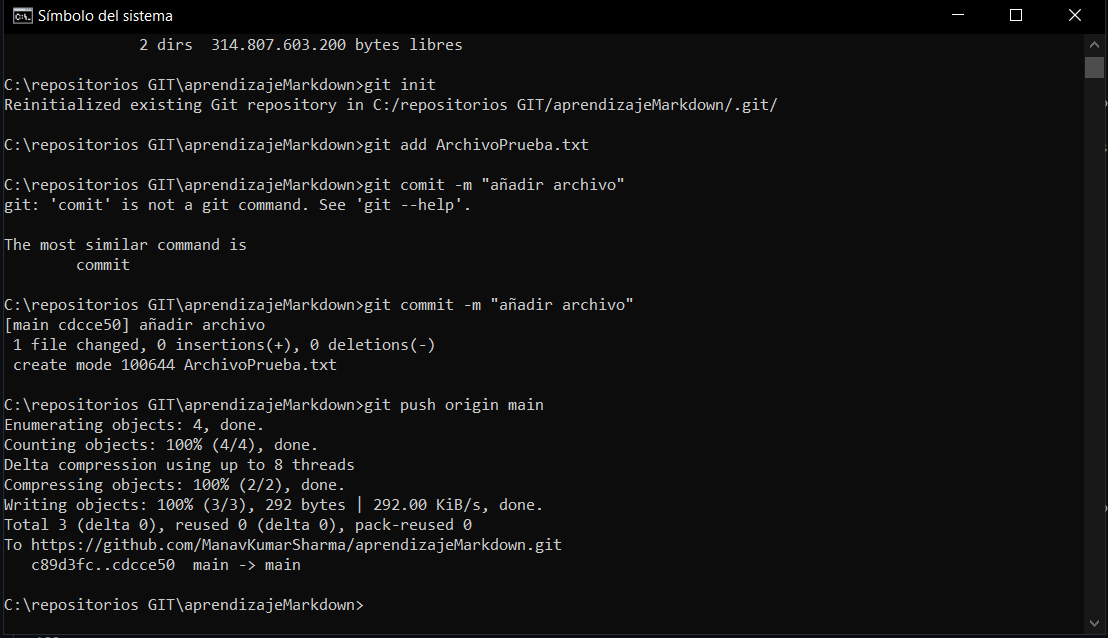 Símbolo del sistema
2 dirs  314.807.603.200 bytes libres
C:\repositorios GIT\aprendizajeMarkdown>git init
Reinitialized existing Git repository in C:/repositorios GIT/aprendizajeMarkdown/.git/
C:\repositorios GIT\aprendizajeMarkdown>git add ArchivoPrueba.txt
C:\repositorios GIT\aprendizajeMarkdown>git comit -m "añadir archivo"
git: 'comit' is not a git command. See 'git --help'.
The most similar command is
commit
C:\repositorios GIT\aprendizajeMarkdown>git commit -m "añadir archivo"
[main cdcce50] añadir archivo
1 file changed, 0 insertions(+), 0 deletions(-)
create mode 100644 ArchivoPrueba.txt
C:\repositorios GIT\aprendizajeMarkdown>git push origin main
Enumerating objects: 4, done.
Counting objects: 100% (4/4), done.
Delta compression using up to 8 threads
Compressing objects: 100% (2/2), done.
Writing objects: 100% (3/3), 292 bytes | 292.00 KiB/s, done.
Total 3 (delta 0), reused 0 (delta 0), pack-reused 0
To https://github.com/ManavKumarSharma/aprendizajeMarkdown.git
c89d3fc..cdcce50  main -> main
C:\repositorios GIT\aprendizajeMarkdown>